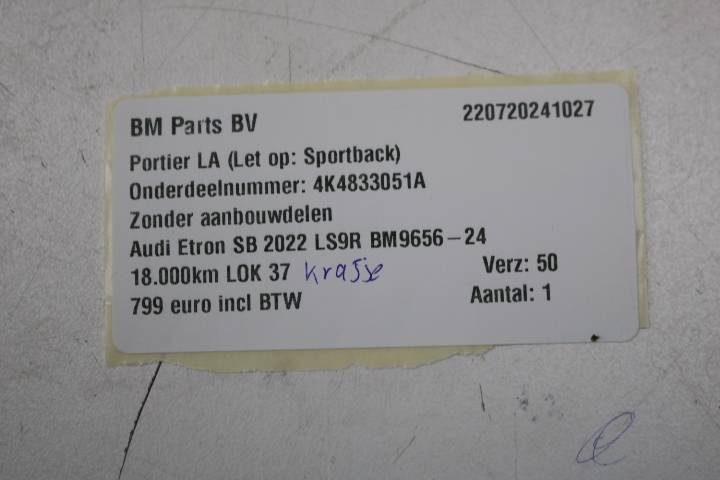 BM Parts BV 220720241027
Portier LA (Let op: Sportback)
Onderdeelnummer: 4K4833051A
Zonder aanbouwdelen
Audi Etron SB 2022 LS9R BM9656-24
18.000km LOK 37 krasje Verz: 50
799 euro incl BTW Aantal: 1